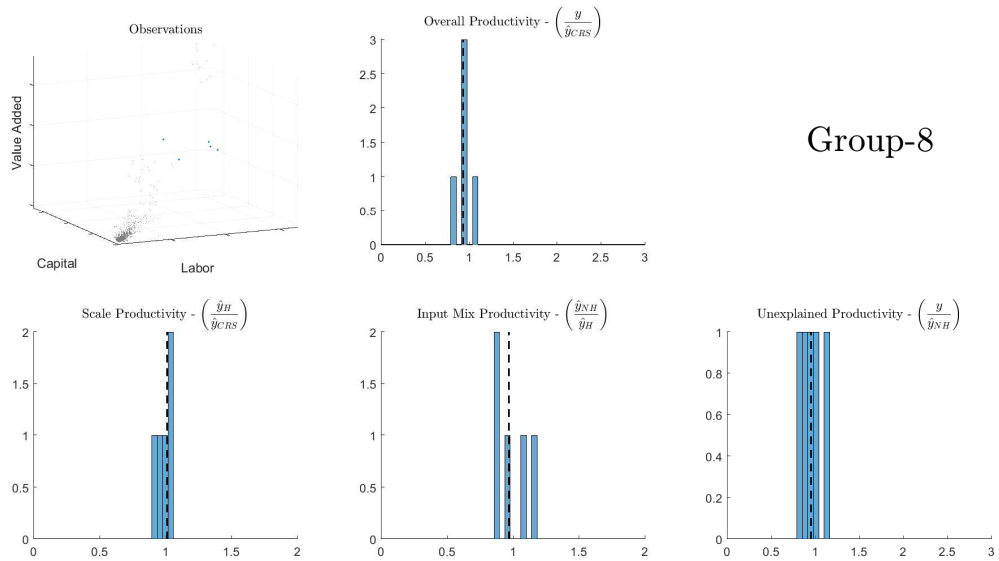 Observations
Value Added
Capital
Labor
Overall Productivity - (y/ŷ_CRS)
3
2.5
2
1.5
1
0.5
0
0 0.5 1 1.5 2 2.5 3
Group-8
Scale Productivity - (ŷ_H/ŷ_CRS)
2
1.5
1
0.5
0
0 0.5 1 1.5 2
Input Mix Productivity - (ŷ_NH/ŷ_H)
2
1.5
1
0.5
0
0 0.5 1 1.5 2
Unexplained Productivity - (y/ŷ_NH)
1
0.8
0.6
0.4
0.2
0
0 0.5 1 1.5 2 2.5 3